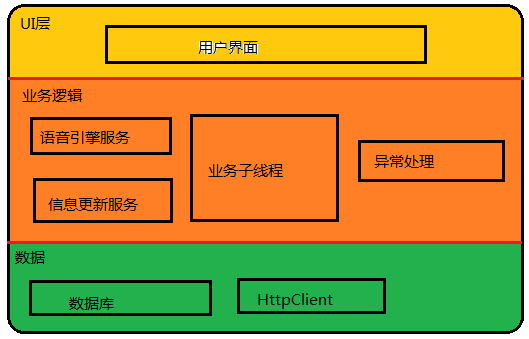 UI层
用户界面
业务逻辑
语音引擎服务
业务子线程
异常处理
信息更新服务
数据
数据库
HttpClient